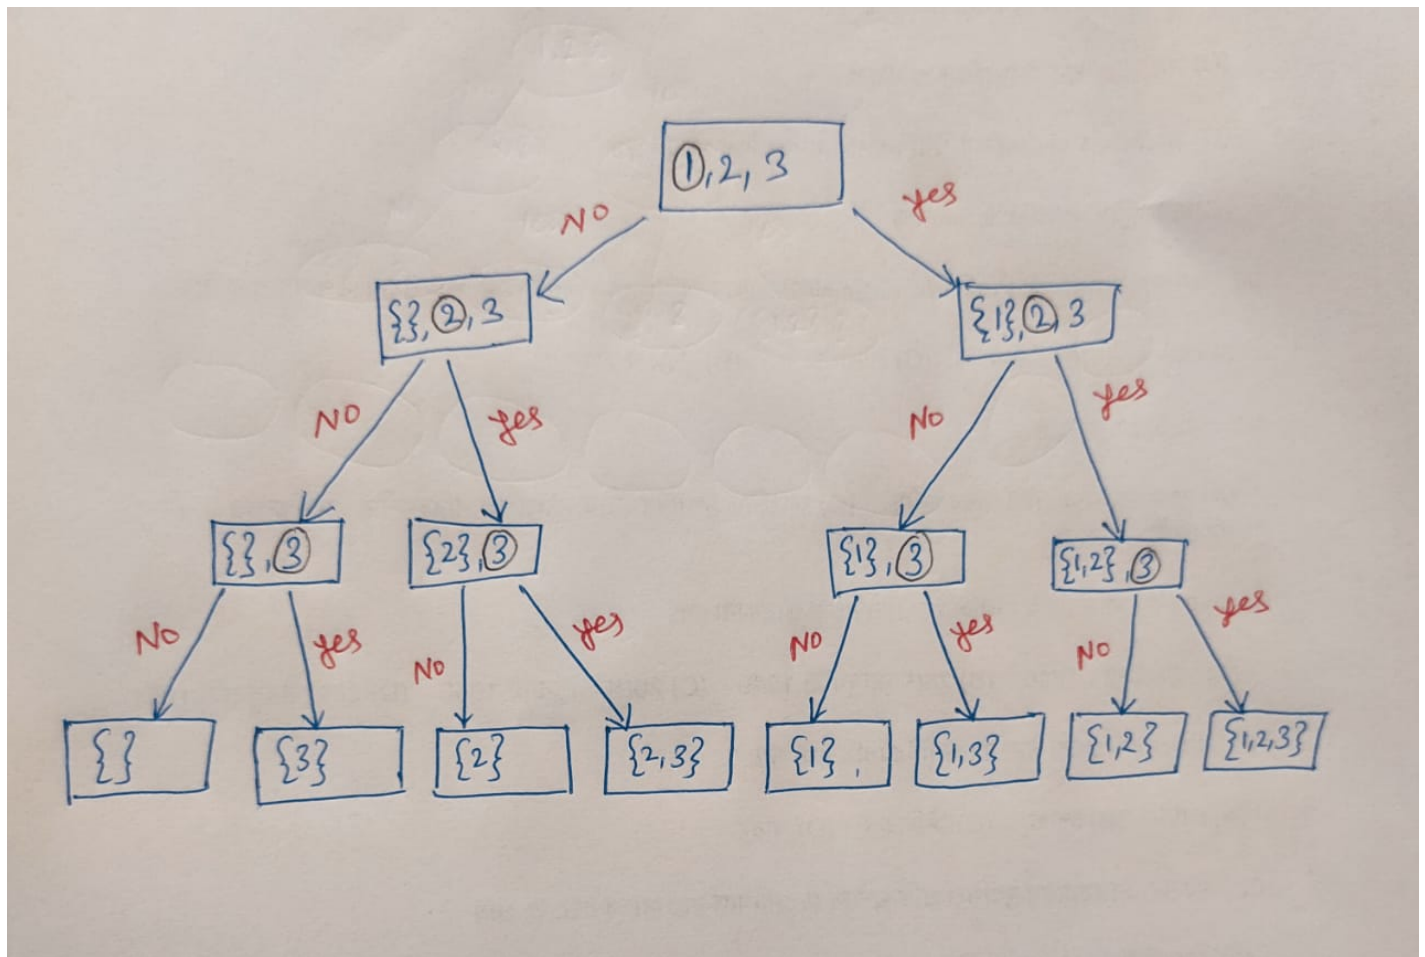 1, 2, 3
No yes
{}, 2, 3 {1} 2, 3
No yes No yes
{}, 3 {2}, 3 {1}, 3 {1,2}, 3
No yes No yes No yes No yes
{} {3} {2} {2,3} {1} {1,3} {1,2} {1,2,3}